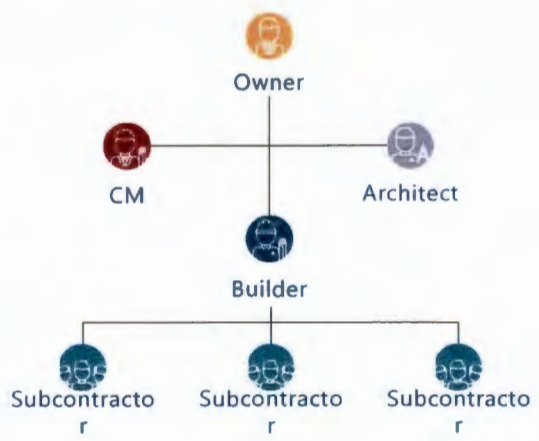 Owner
CM
Architect
Builder
Subcontracto
r
Subcontracto
r
Subcontracto
r